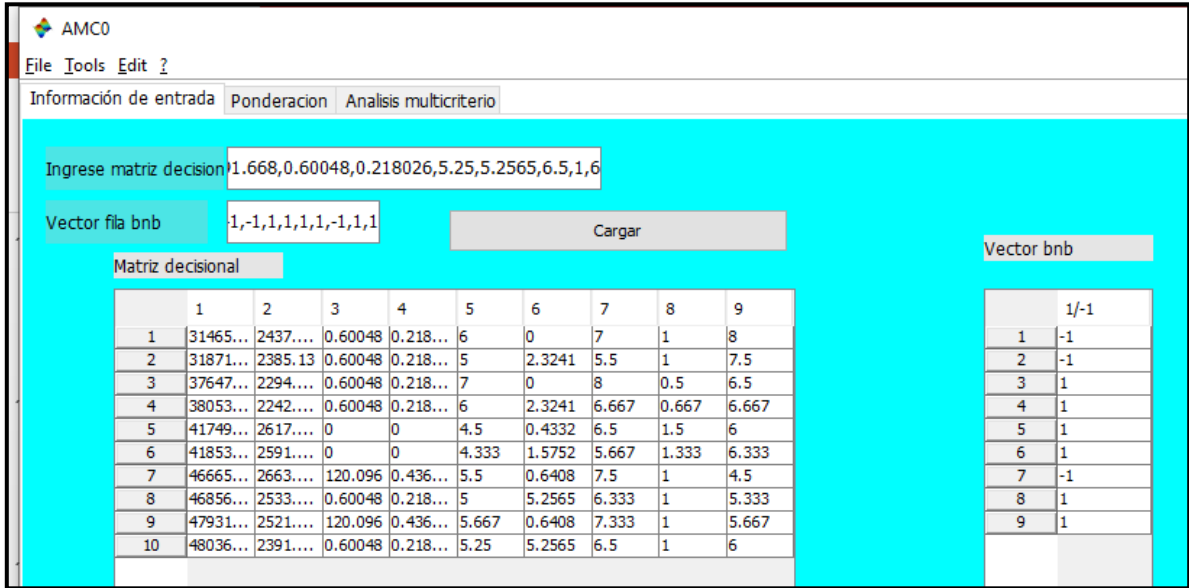 AMC0
File Tools Edit ?
Información de entrada Ponderacion Analisis multicriterio
Ingrese matriz decision 01.668,0.60048,0.218026,5.25,5.2565,6.5,1,6
Vector fila bnb -1,-1,1,1,1,1,-1,1,1
Cargar
Vector bnb
Matriz decisional
1 2 3 4 5 6 7 8 9
1 31465... 2437.... 0.60048 0.218... 6 0 7 1 8
2 31871... 2385.13 0.60048 0.218... 5 2.3241 5.5 1 7.5
3 37647... 2294.... 0.60048 0.218... 7 0 8 0.5 6.5
4 38053... 2242.... 0.60048 0.218... 6 2.3241 6.667 0.667 6.667
5 41749... 2617.... 0 0 4.5 0.4332 6.5 1.5 6
6 41853... 2591.... 0 0 4.333 1.5752 5.667 1.333 6.333
7 46665... 2663.... 120.096 0.436... 5.5 0.6408 7.5 1 4.5
8 46856... 2533.... 0.60048 0.218... 5 5.2565 6.333 1 5.333
9 47931... 2521.... 120.096 0.436... 5.667 0.6408 7.333 1 5.667
10 48036... 2391.... 0.60048 0.218... 5.25 5.2565 6.5 1 6
1/-1
1 -1
2 -1
3 1
4 1
5 1
6 1
7 -1
8 1
9 1